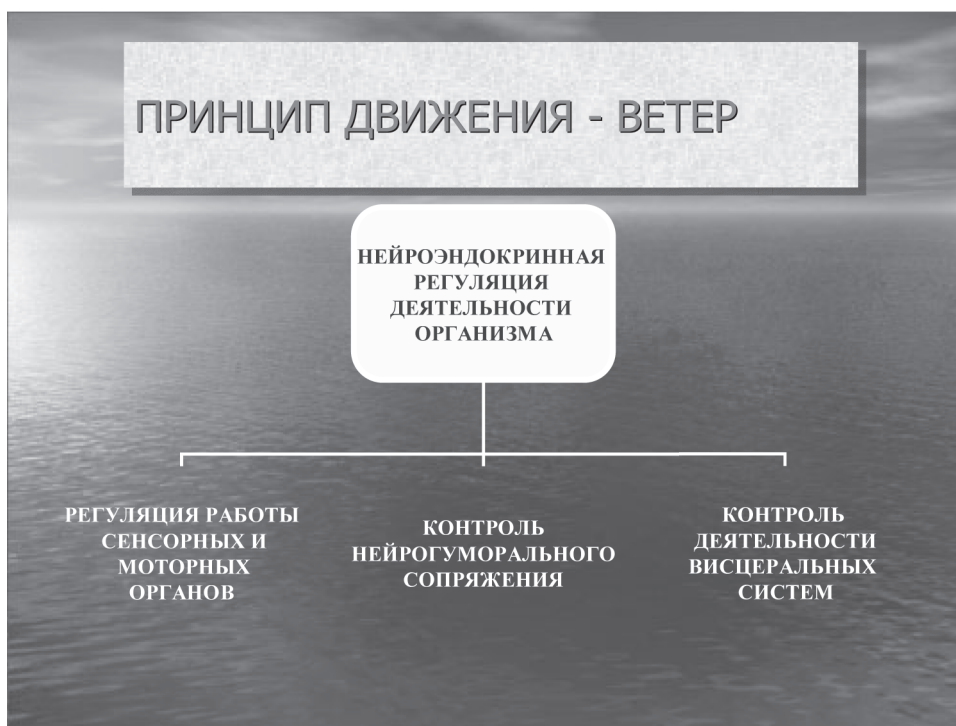 ПРИНЦИП ДВИЖЕНИЯ - ВЕТЕР
НЕЙРОЭНДОКРИННАЯ
РЕГУЛЯЦИЯ
ДЕЯТЕЛЬНОСТИ
ОРГАНИЗМА
РЕГУЛЯЦИЯ РАБОТЫ
СЕНСОРНЫХ И
МОТОРНЫХ
ОРГАНОВ
КОНТРОЛЬ
НЕЙРОГУМОРАЛЬНОГО
СОПРЯЖЕНИЯ
КОНТРОЛЬ
ДЕЯТЕЛЬНОСТИ
ВИСЦЕРАЛЬНЫХ
СИСТЕМ